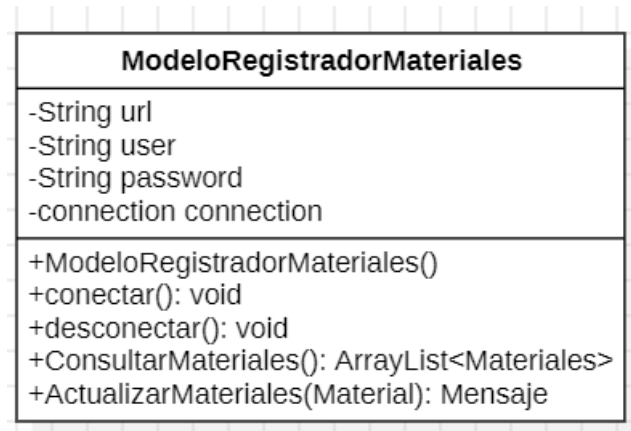 ModeloRegistradorMateriales
-String url
-String user
-String password
-connection connection
+ModeloRegistradorMateriales()
+conectar(): void
+desconectar(): void
+ConsultarMateriales(): ArrayList<Materiales>
+ActualizarMateriales(Material): Mensaje